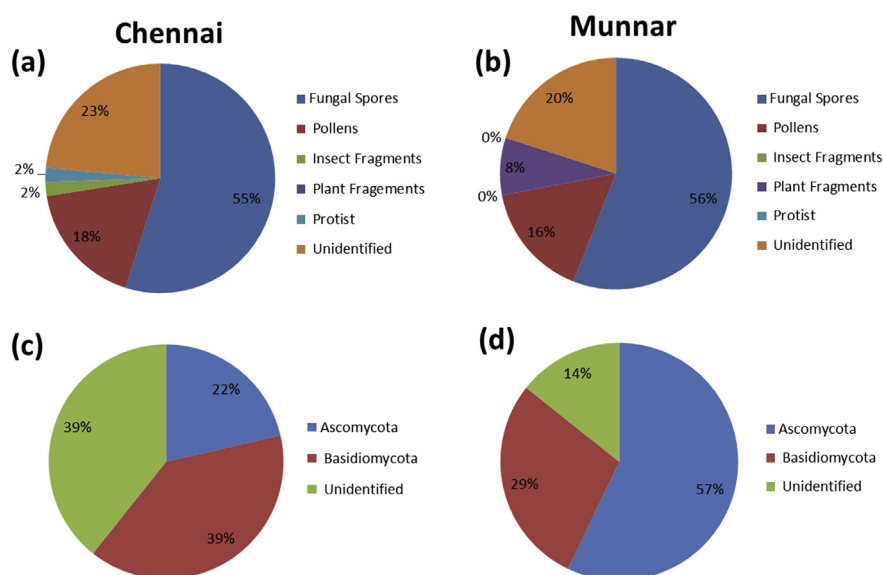 Chennai
Munnar
(a)
23%
2%
2%
18%
55%
Fungal Spores
Pollens
Insect Fragments
Plant Fragements
Protist
Unidentified
(b)
20%
0%
8%
0%
16%
56%
Fungal Spores
Pollens
Insect Fragments
Plant Fragments
Protist
Unidentified
(c)
22%
39%
39%
Ascomycota
Basidiomycota
Unidentified
(d)
14%
29%
57%
Ascomycota
Basidiomycota
Unidentified